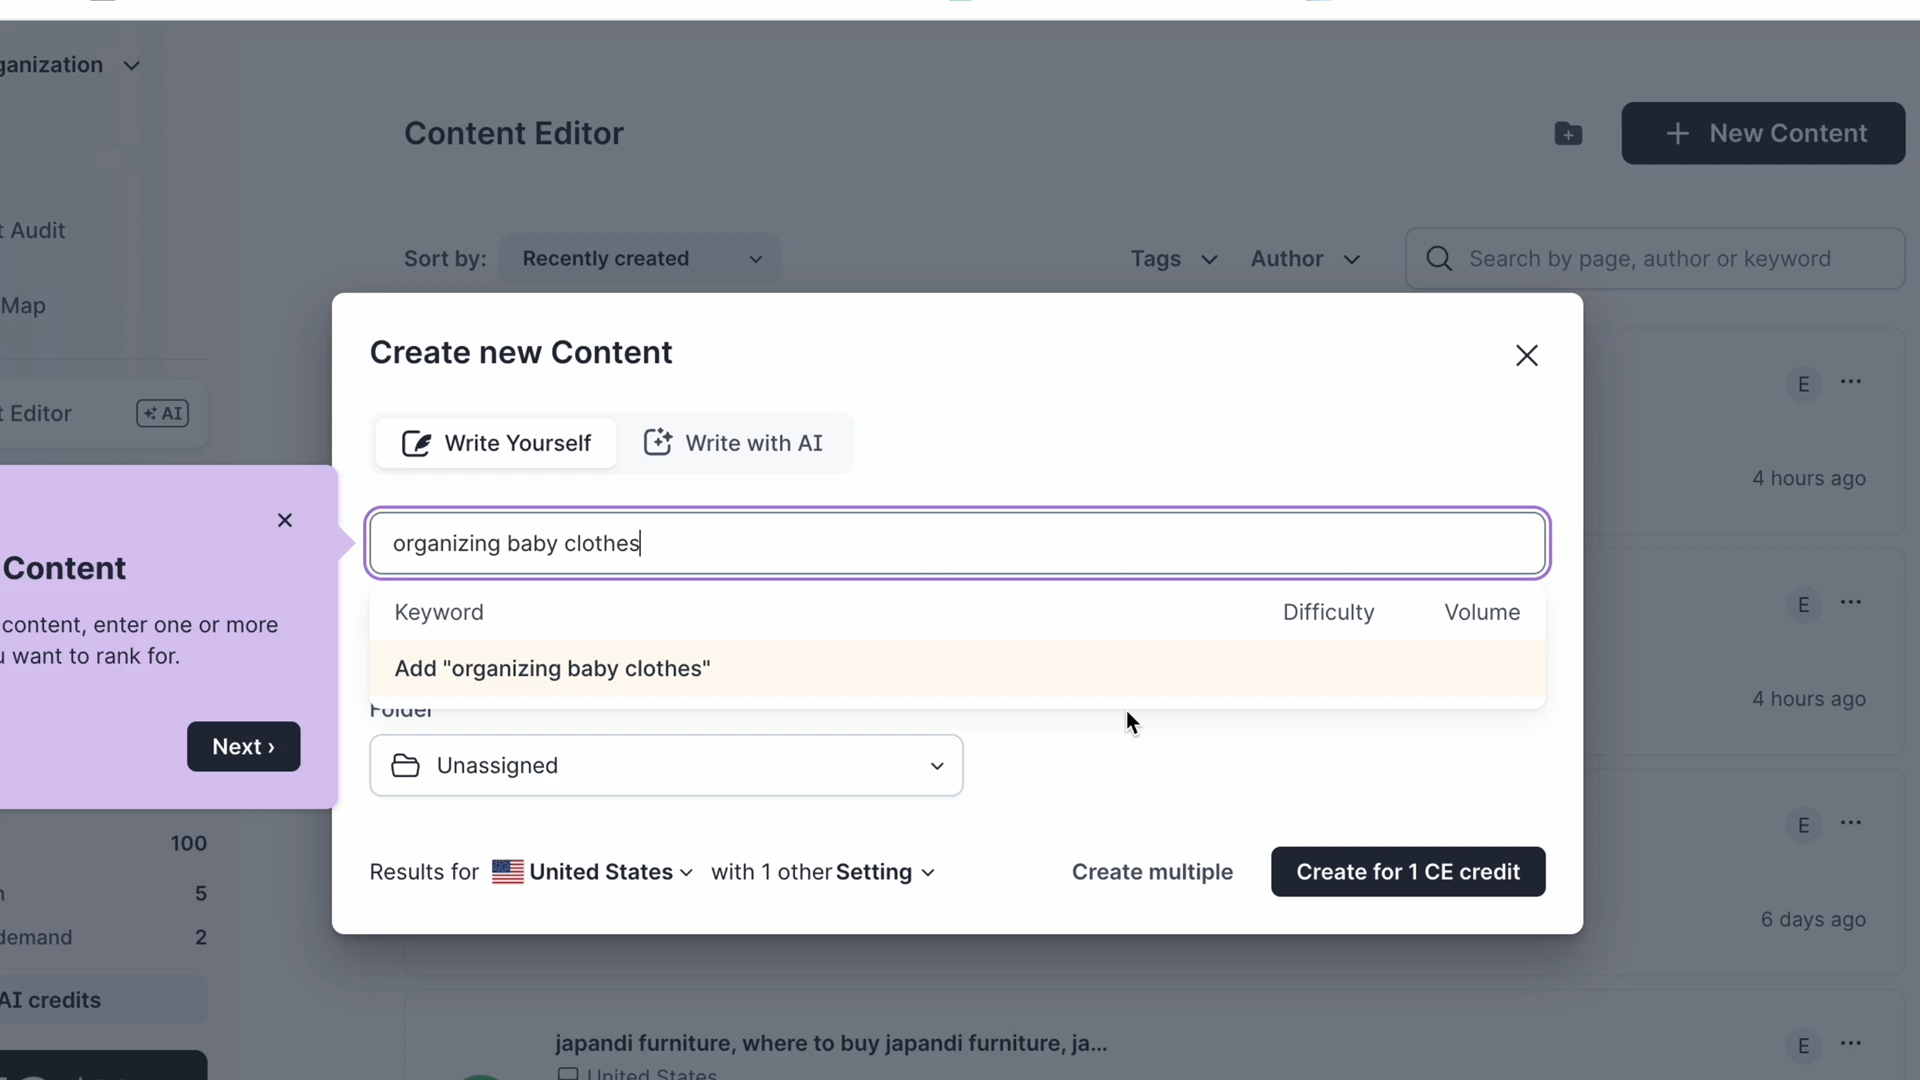 ganization
Content Editor
+ New Content
t Audit
Sort by: Recently created
Tags
Author
Search by page, author or keyword
Map
Create new Content
E
t Editor
AI
Write Yourself
Write with AI
4 hours ago
organizing baby clothes
Content
content, enter one or more
u want to rank for.
Next ›
Keyword Difficulty Volume
Add "organizing baby clothes"
E
4 hours ago
Folder
Unassigned
100
n 5
demand 2
AI credits
Results for United States with 1 other Setting
Create multiple
Create for 1 CE credit
E
6 days ago
japandi furniture, where to buy japandi furniture, ja...
United States
E